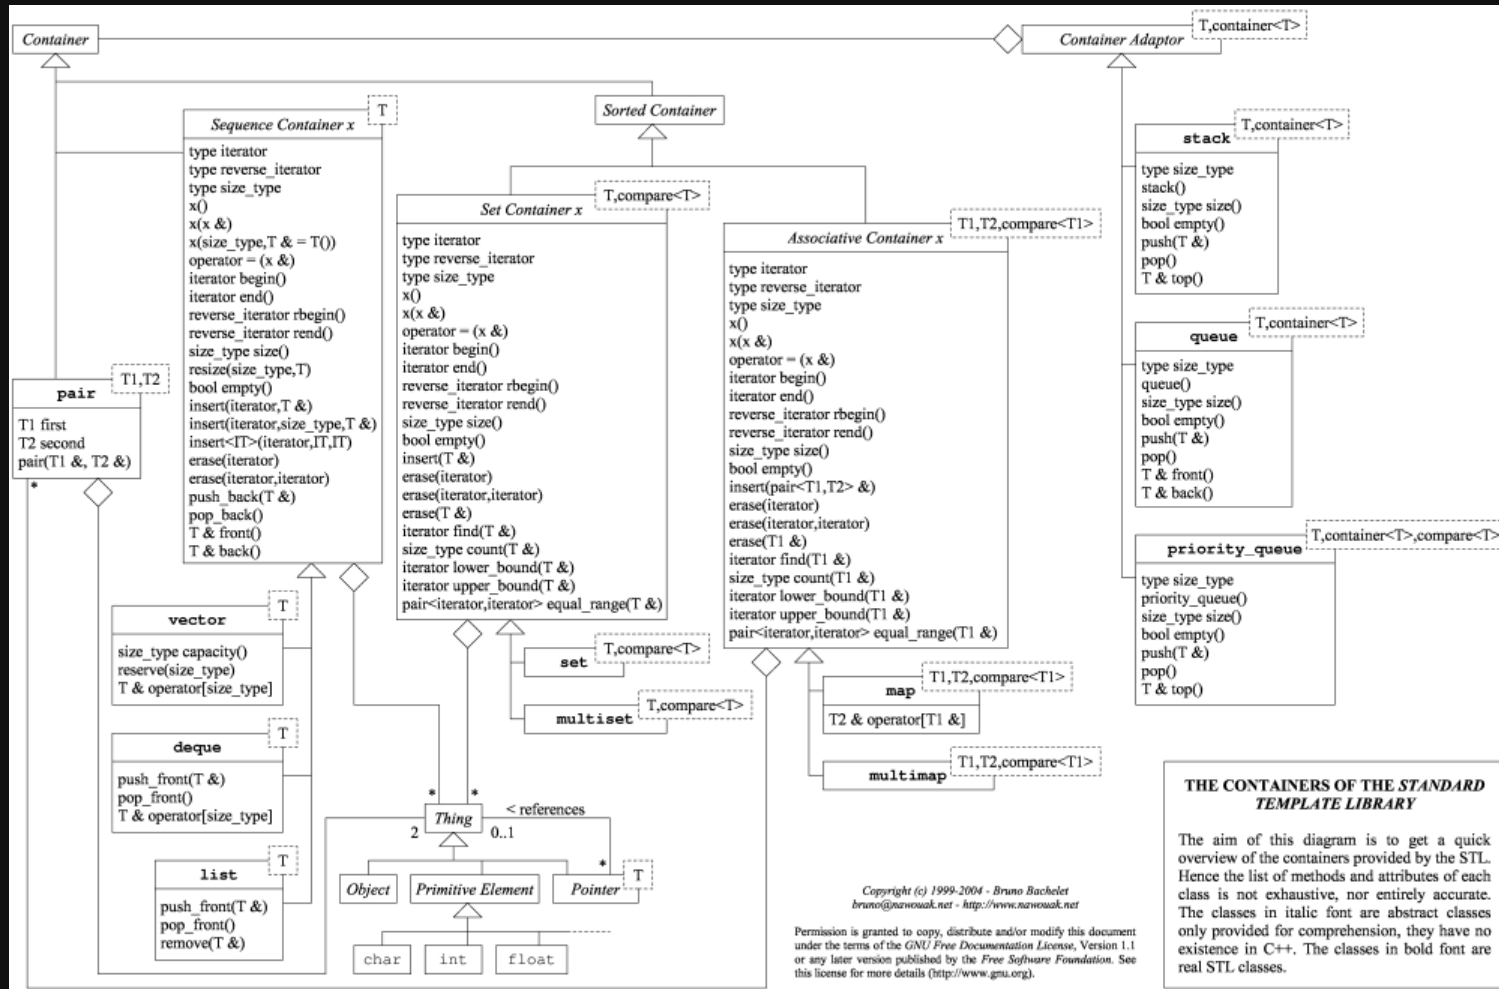 Container
Container Adaptor
T,container<T>
Sequence Container x
T
type iterator
type reverse_iterator
type size_type
x()
x(x &)
x(size_type,T & = T())
operator = (x &)
iterator begin()
iterator end()
reverse_iterator rbegin()
reverse_iterator rend()
size_type size()
resize(size_type,T)
bool empty()
insert(iterator,T &)
insert(iterator,size_type,T &)
insert<IT>(iterator,IT,IT)
erase(iterator)
erase(iterator,iterator)
push_back(T &)
pop_back()
T & front()
T & back()
Sorted Container
Set Container x
T,compare<T>
type iterator
type reverse_iterator
type size_type
x()
x(x &)
operator = (x &)
iterator begin()
iterator end()
reverse_iterator rbegin()
reverse_iterator rend()
size_type size()
bool empty()
insert(T &)
erase(iterator)
erase(iterator,iterator)
erase(T &)
iterator find(T &)
size_type count(T &)
iterator lower_bound(T &)
iterator upper_bound(T &)
pair<iterator,iterator> equal_range(T &)
Associative Container x
T1,T2,compare<T1>
type iterator
type reverse_iterator
type size_type
x()
x(x &)
operator = (x &)
iterator begin()
iterator end()
reverse_iterator rbegin()
reverse_iterator rend()
size_type size()
bool empty()
insert(pair<T1,T2> &)
erase(iterator)
erase(iterator,iterator)
erase(T1 &)
iterator find(T1 &)
size_type count(T1 &)
iterator lower_bound(T1 &)
iterator upper_bound(T1 &)
pair<iterator,iterator> equal_range(T1 &)
stack
T,container<T>
type size_type
stack()
size_type size()
bool empty()
push(T &)
pop()
T & top()
queue
T,container<T>
type size_type
queue()
size_type size()
bool empty()
push(T &)
pop()
T & front()
T & back()
priority_queue
T,container<T>,compare<T>
type size_type
priority_queue()
size_type size()
bool empty()
push(T &)
pop()
T & top()
pair
T1,T2
T1 first
T2 second
pair(T1 &, T2 &)
*
vector
T
size_type capacity()
reserve(size_type)
T & operator[size_type]
deque
T
push_front(T &)
pop_front()
T & operator[size_type]
list
T
push_front(T &)
pop_front()
remove(T &)
set
T,compare<T>
multiset
T,compare<T>
map
T1,T2,compare<T1>
T2 & operator[T1 &]
multimap
T1,T2,compare<T1>
* *
Thing
< references
2 0..1
*
Object
Primitive Element
Pointer
T
char
int
float
Copyright (c) 1999-2004 - Bruno Bachelet
bruno@nawouak.net - http://www.nawouak.net
Permission is granted to copy, distribute and/or modify this document
under the terms of the GNU Free Documentation License, Version 1.1
or any later version published by the Free Software Foundation. See
this license for more details (http://www.gnu.org).
THE CONTAINERS OF THE STANDARD
TEMPLATE LIBRARY
The aim of this diagram is to get a quick
overview of the containers provided by the STL.
Hence the list of methods and attributes of each
class is not exhaustive, nor entirely accurate.
The classes in italic font are abstract classes
only provided for comprehension, they have no
existence in C++. The classes in bold font are
real STL classes.